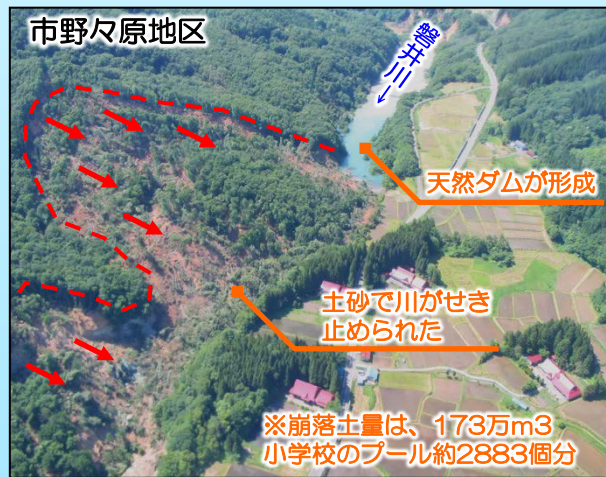 市野々原地区
磐井川→
天然ダムが形成
土砂で川がせき
止められた
※崩落土量は、173万m3
小学校のプール約2883個分